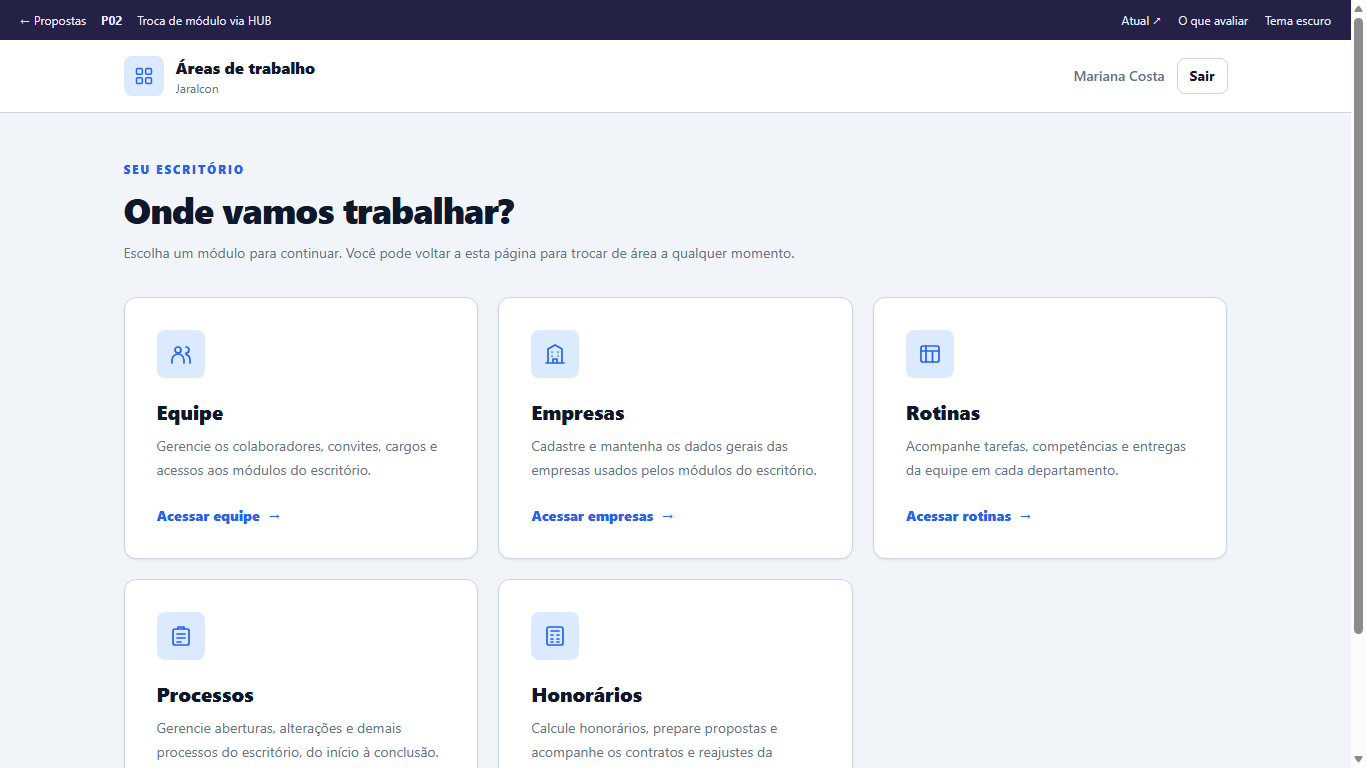 ← Propostas P02 Troca de módulo via HUB Atual ↗ O que avaliar Tema escuro
Áreas de trabalho
Jaralcon
Mariana Costa Sair
SEU ESCRITÓRIO
Onde vamos trabalhar?
Escolha um módulo para continuar. Você pode voltar a esta página para trocar de área a qualquer momento.
Equipe
Gerencie os colaboradores, convites, cargos e
acessos aos módulos do escritório.
Acessar equipe →
Empresas
Cadastre e mantenha os dados gerais das
empresas usados pelos módulos do escritório.
Acessar empresas →
Rotinas
Acompanhe tarefas, competências e entregas
da equipe em cada departamento.
Acessar rotinas →
Processos
Gerencie aberturas, alterações e demais
processos do escritório, do início à conclusão.
Honorários
Calcule honorários, prepare propostas e
acompanhe os contratos e reajustes da